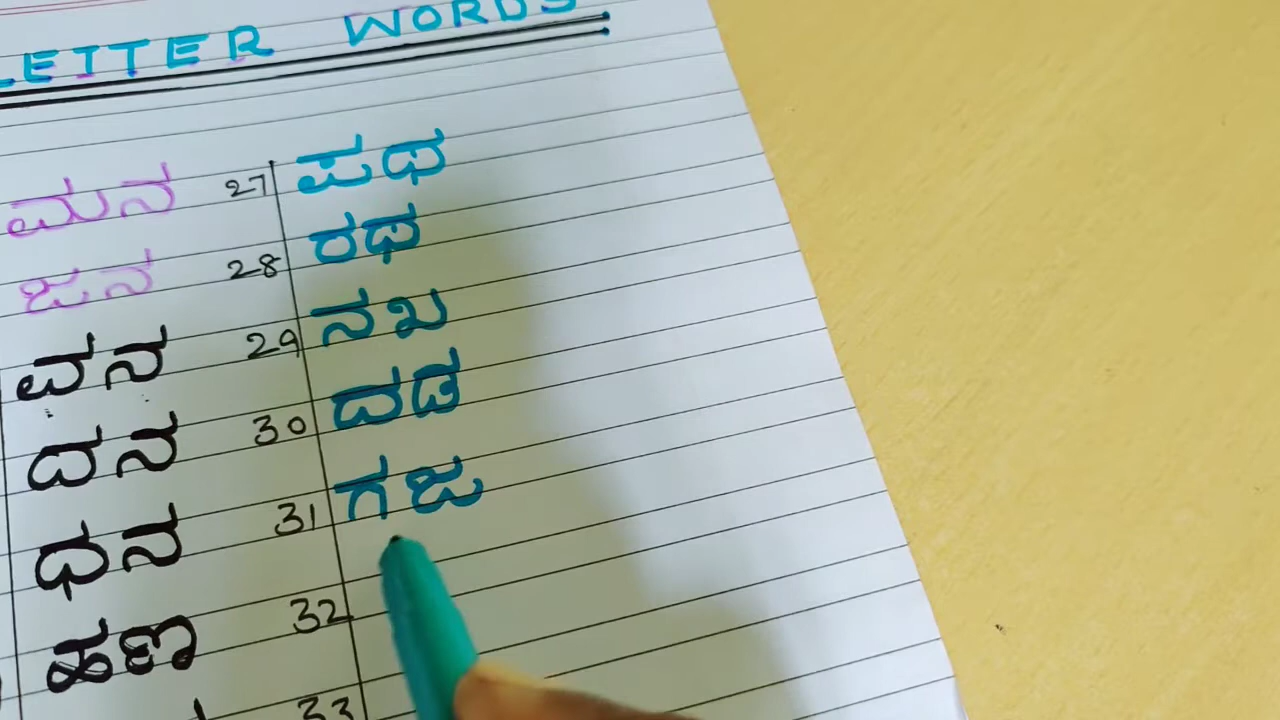 LETTER WORDS
ಮನ 27 ಪಥ
ಜನ 28 ರಥ
ವನ 29 ನಖ
ದನ 30 ದಡ
ಧನ 31 ಗಜ
ಹಣ 32
33